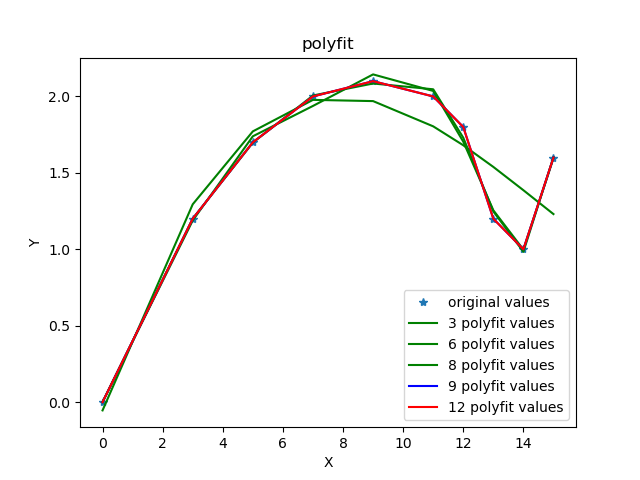 polyfit
2.0
1.5
Y
1.0
0.5
0.0
original values
3 polyfit values
6 polyfit values
8 polyfit values
9 polyfit values
12 polyfit values
0 2 4 6 8 10 12 14
X